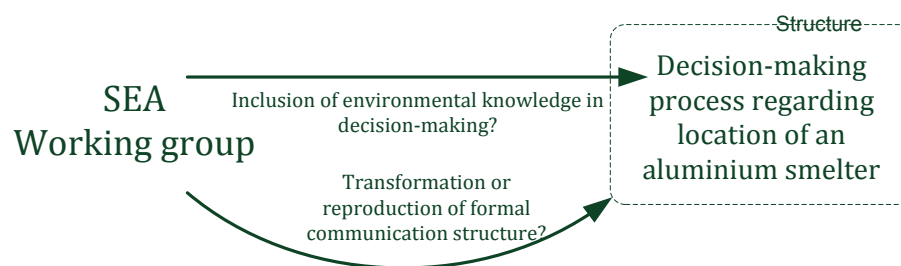 Structure
SEA
Working group
Inclusion of environmental knowledge in
decision-making?
Decision-making
process regarding
location of an
aluminium smelter
Transformation or
reproduction of formal
communication structure?